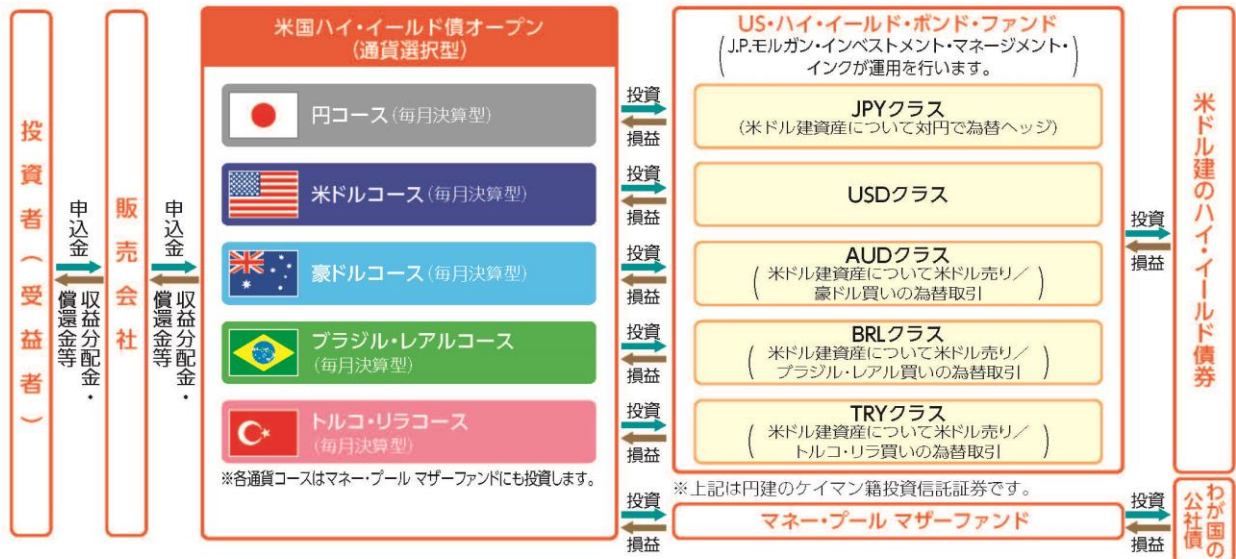 投資者（受益者）
申込金
収益分配金・
償還金等
販売会社
申込金
収益分配金・
償還金等
米国ハイ・イールド債オープン
（通貨選択型）
円コース（毎月決算型）
米ドルコース（毎月決算型）
豪ドルコース（毎月決算型）
ブラジル・レアルコース
（毎月決算型）
トルコ・リラコース
（毎月決算型）
※各通貨コースはマネー・プール マザーファンドにも投資します。
投資
損益
投資
損益
投資
損益
投資
損益
投資
損益
投資
損益
US・ハイ・イールド・ボンド・ファンド
（J.P.モルガン・インベストメント・マネージメント・
インクが運用を行います。）
JPYクラス
（米ドル建資産について対円で為替ヘッジ）
USDクラス
AUDクラス
（米ドル建資産について米ドル売り／
豪ドル買いの為替取引）
BRLクラス
（米ドル建資産について米ドル売り／
ブラジル・レアル買いの為替取引）
TRYクラス
（米ドル建資産について米ドル売り／
トルコ・リラ買いの為替取引）
※上記は円建のケイマン籍投資信託証券です。
マネー・プール マザーファンド
投資
損益
投資
損益
米ドル建のハイ・イールド債券
わが国の
公社債